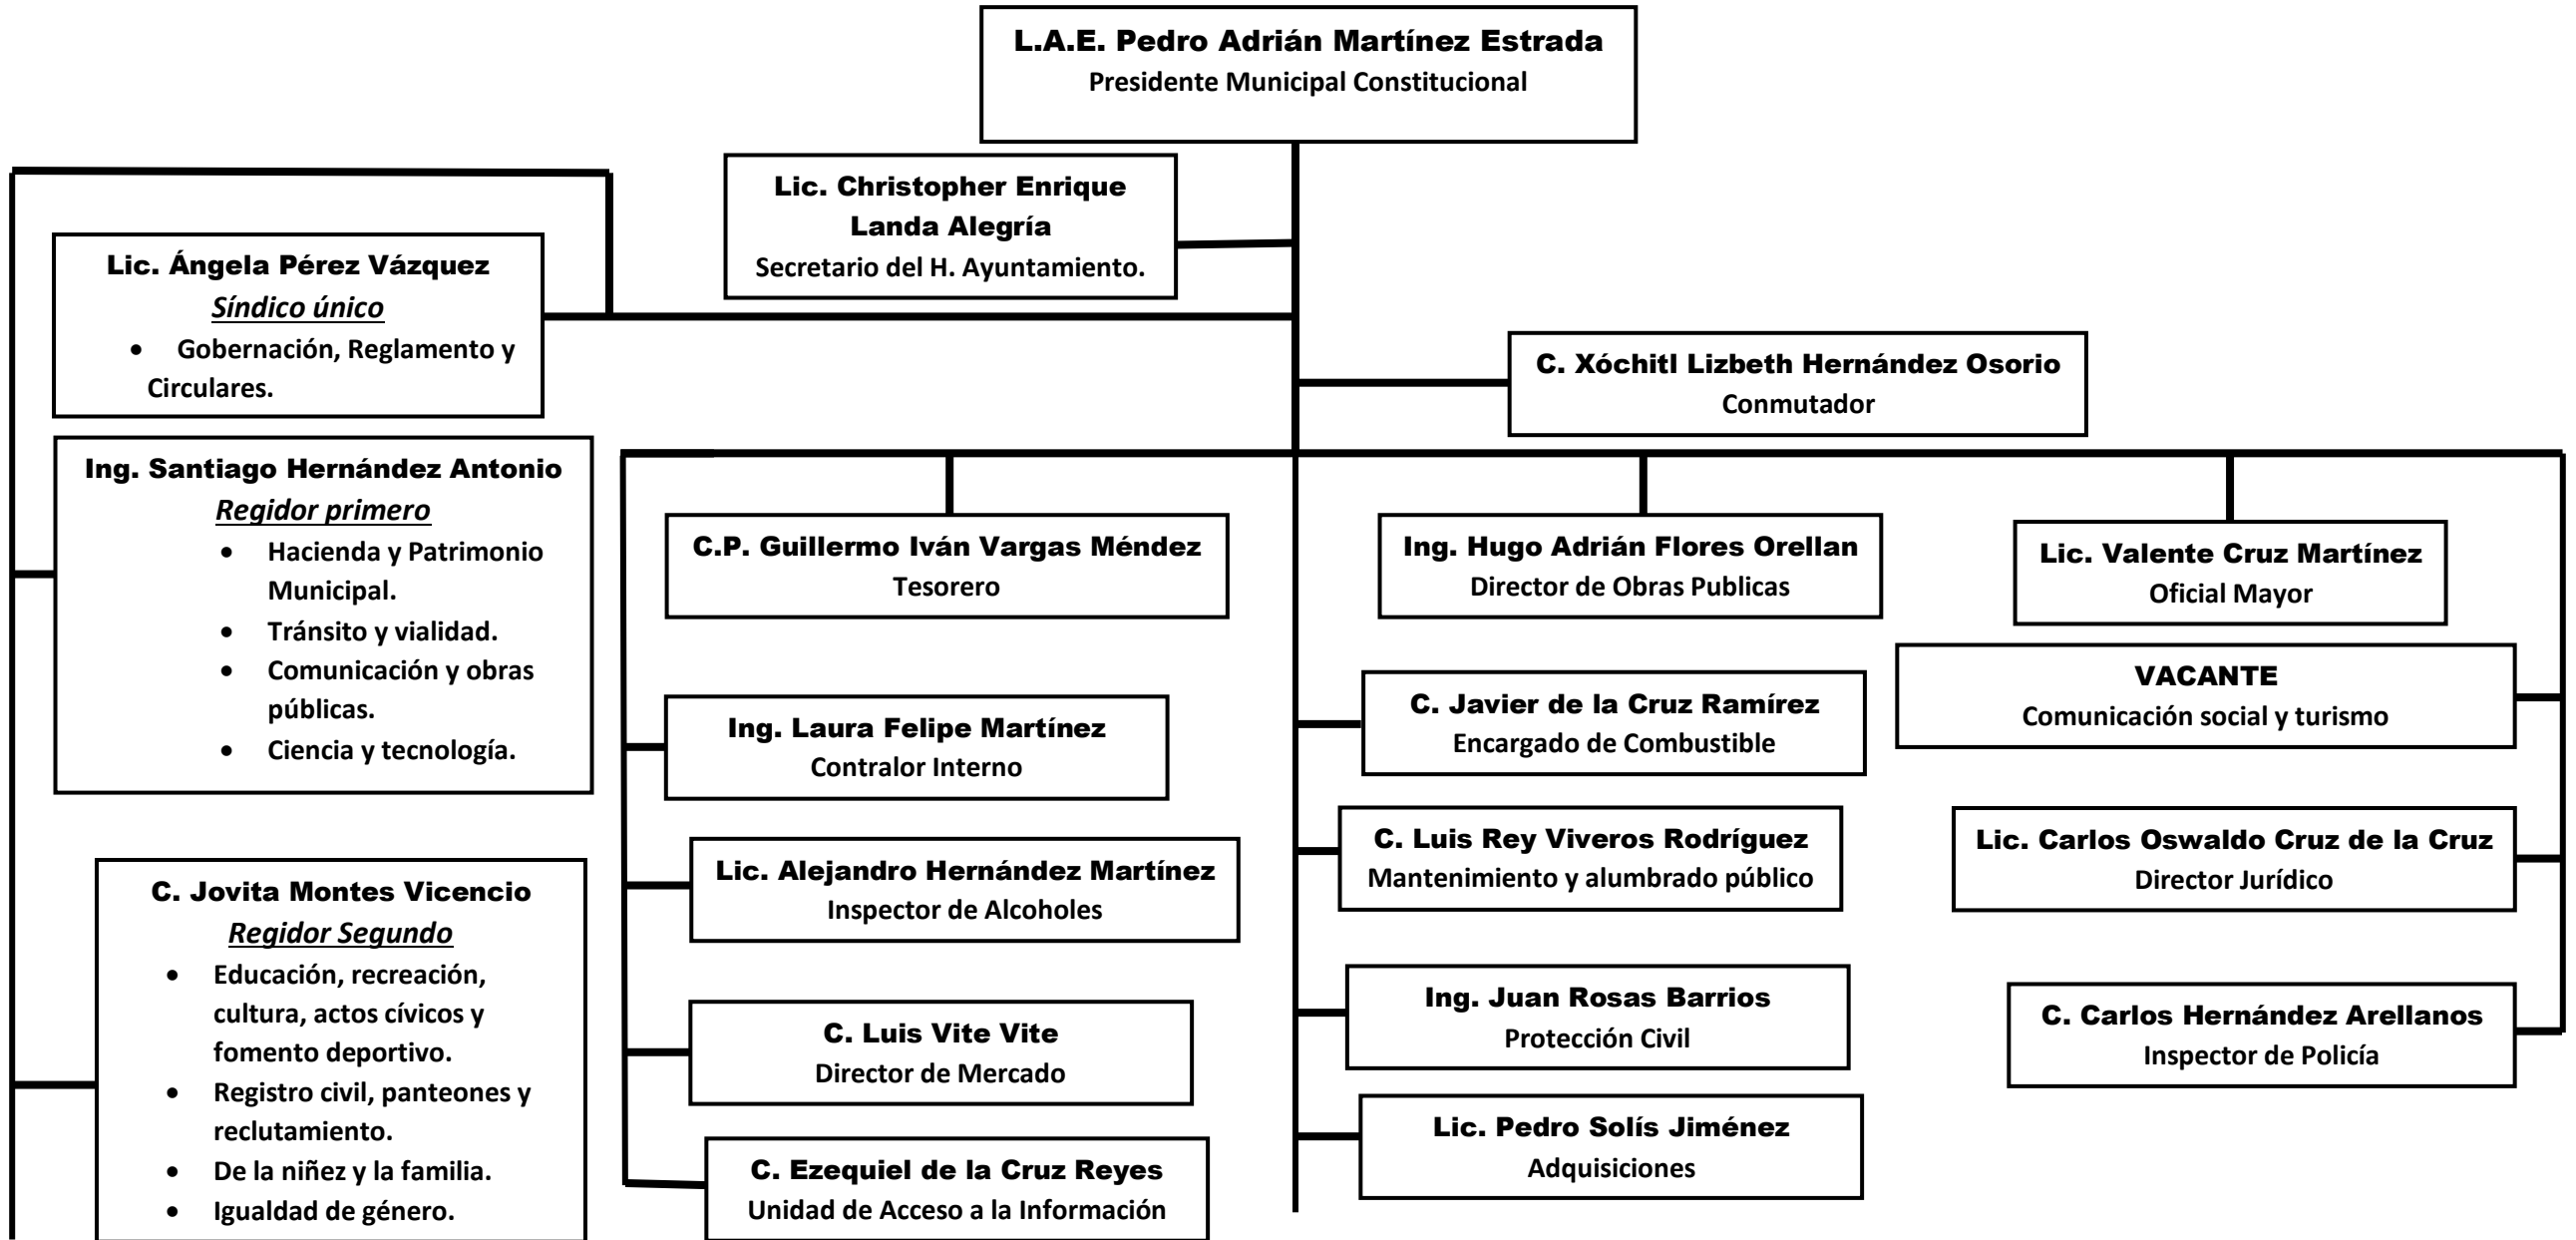 L.A.E. Pedro Adrián Martínez Estrada
Presidente Municipal Constitucional
Lic. Christopher Enrique
Landa Alegría
Secretario del H. Ayuntamiento.
Lic. Ángela Pérez Vázquez
Síndico único
• Gobernación, Reglamento y
Circulares.
C. Xóchitl Lizbeth Hernández Osorio
Conmutador
Ing. Santiago Hernández Antonio
Regidor primero
• Hacienda y Patrimonio
Municipal.
• Tránsito y vialidad.
• Comunicación y obras
públicas.
• Ciencia y tecnología.
C. Jovita Montes Vicencio
Regidor Segundo
• Educación, recreación,
cultura, actos cívicos y
fomento deportivo.
• Registro civil, panteones y
reclutamiento.
• De la niñez y la familia.
• Igualdad de género.
C.P. Guillermo Iván Vargas Méndez
Tesorero
Ing. Laura Felipe Martínez
Contralor Interno
Lic. Alejandro Hernández Martínez
Inspector de Alcoholes
C. Luis Vite Vite
Director de Mercado
C. Ezequiel de la Cruz Reyes
Unidad de Acceso a la Información
Ing. Hugo Adrián Flores Orellan
Director de Obras Publicas
C. Javier de la Cruz Ramírez
Encargado de Combustible
C. Luis Rey Viveros Rodríguez
Mantenimiento y alumbrado público
Ing. Juan Rosas Barrios
Protección Civil
Lic. Pedro Solís Jiménez
Adquisiciones
Lic. Valente Cruz Martínez
Oficial Mayor
VACANTE
Comunicación social y turismo
Lic. Carlos Oswaldo Cruz de la Cruz
Director Jurídico
C. Carlos Hernández Arellanos
Inspector de Policía